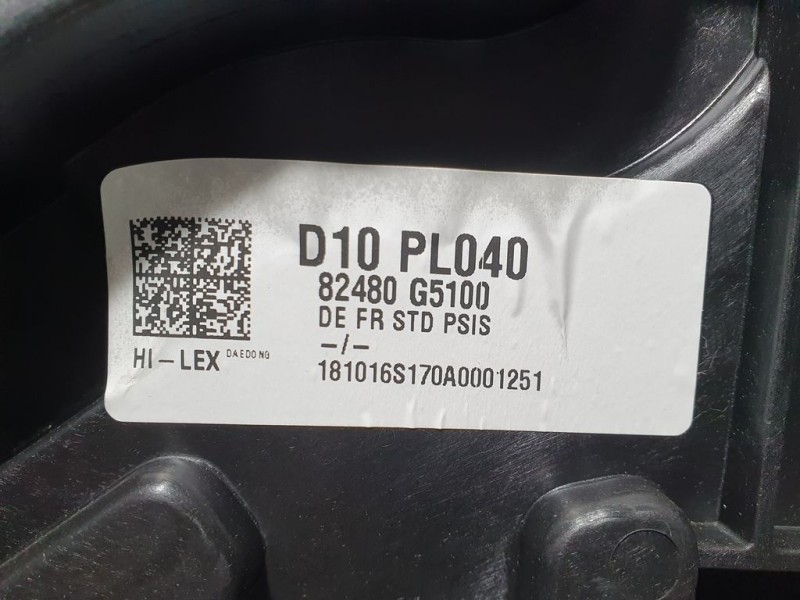 D10 PL040
82480 G5100
DE FR STD PSIS
-/-
HI-LEX DAEDONG
181016S170A0001251